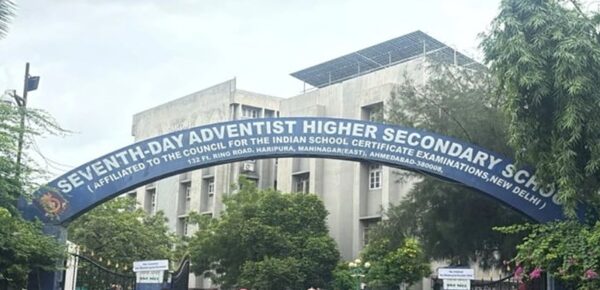 SEVENTH-DAY ADVENTIST HIGHER SECONDARY SCHOOL
( AFFILIATED TO THE COUNCIL FOR THE INDIAN SCHOOL CERTIFICATE EXAMINATIONS, NEW DELHI )
132 Ft. RING ROAD, HARIPURA, MANINAGAR(EAST), AHMEDABAD-380008.